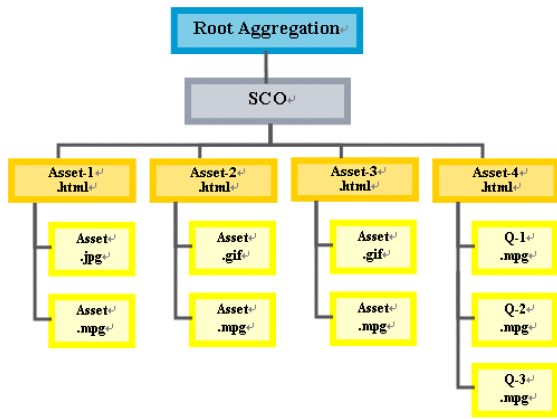 Root Aggregation
SCO
Asset-1
.html
Asset-2
.html
Asset-3
.html
Asset-4
.html
Asset
.jpg
Asset
.gif
Asset
.gif
Q-1
.mpg
Asset
.mpg
Asset
.mpg
Asset
.mpg
Q-2
.mpg
Q-3
.mpg